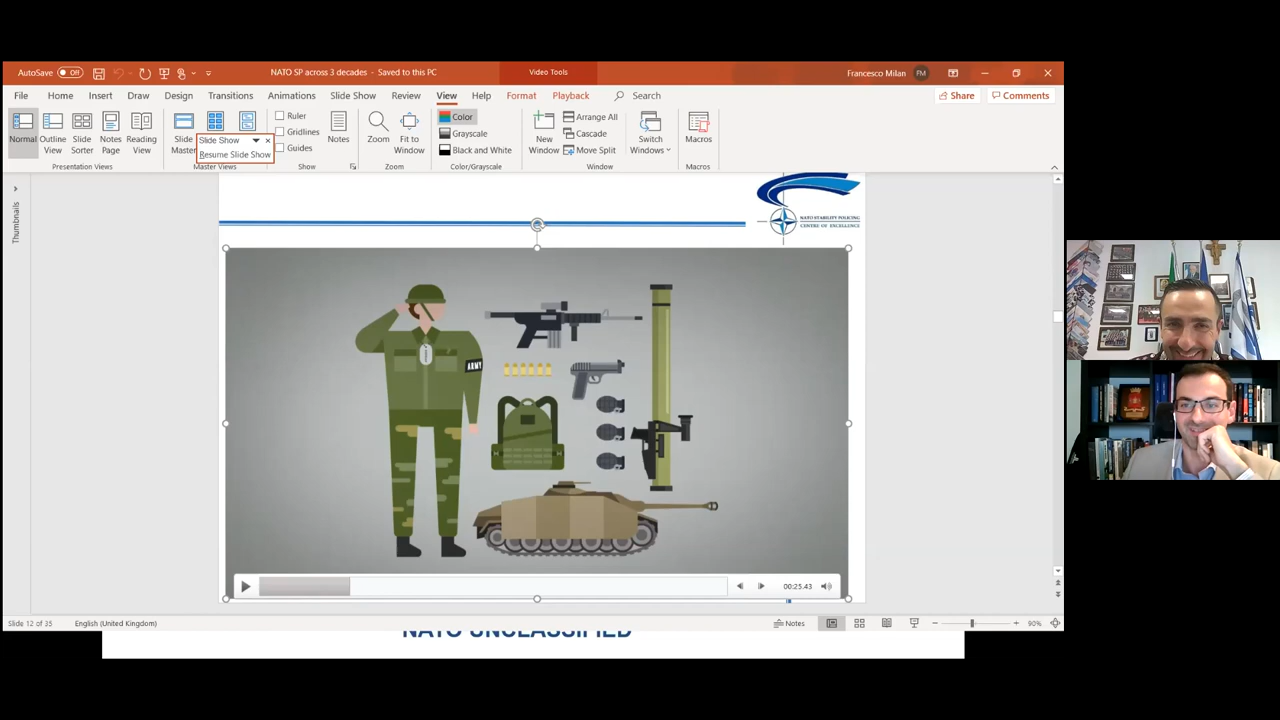 AutoSave Off
NATO SP across 3 decades - Saved to this PC
Video Tools
Francesco Milan FM
File Home Insert Draw Design Transitions Animations Slide Show Review View Help Format Playback Search
Share Comments
Normal
Outline View
Slide Sorter
Notes Page
Reading View
Presentation Views
Slide Master
Slide Show
Resume Slide Show
Master Views
Ruler
Gridlines
Guides
Show
Notes
Zoom
Fit to Window
Zoom
Color
Grayscale
Black and White
Color/Grayscale
New Window
Arrange All
Cascade
Move Split
Switch Windows
Window
Macros
Macros
Thumbnails
NATO STABILITY POLICING
CENTRE OF EXCELLENCE
ARMY
00:25.43
Slide 12 of 35
English (United Kingdom)
Notes
90%
NATO UNCLASSIFIED